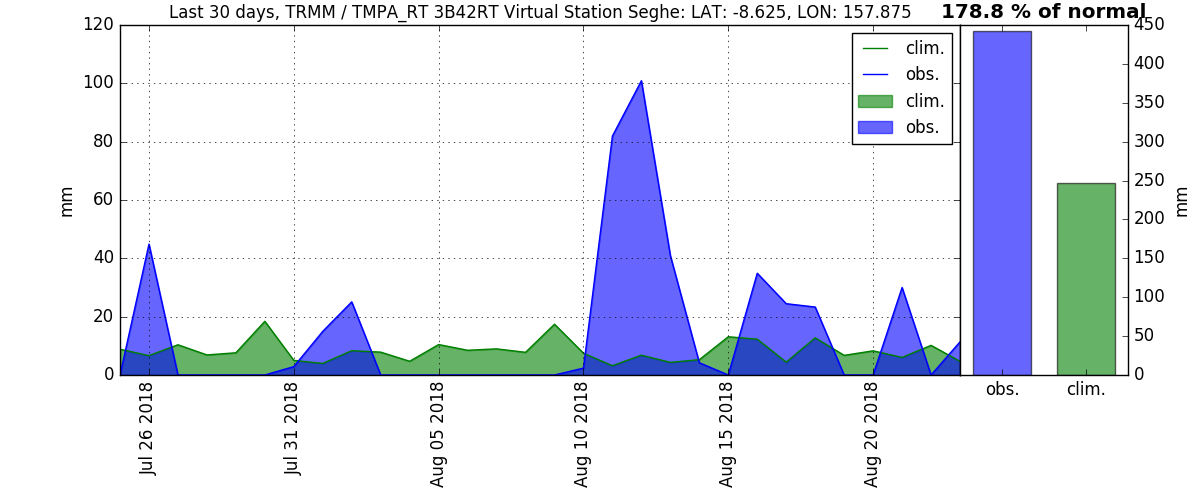 Last 30 days, TRMM / TMPA_RT 3B42RT Virtual Station Seghe: LAT: -8.625, LON: 157.875
178.8 % of normal
120
100
80
60
40
20
0
mm
clim.
obs.
clim.
obs.
Jul 26 2018
Jul 31 2018
Aug 05 2018
Aug 10 2018
Aug 15 2018
Aug 20 2018
450
400
350
300
250
200
150
100
50
0
mm
obs.
clim.